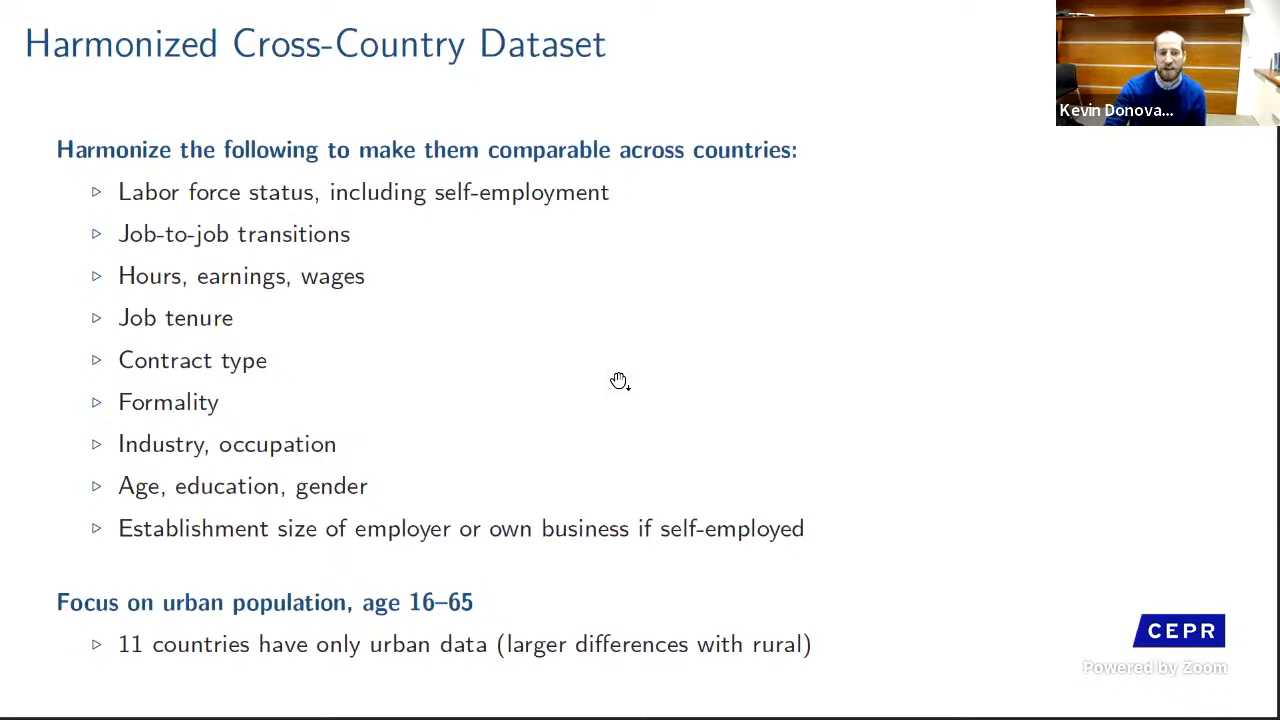 Harmonized Cross-Country Dataset
Kevin Donova...
Harmonize the following to make them comparable across countries:
▷ Labor force status, including self-employment
▷ Job-to-job transitions
▷ Hours, earnings, wages
▷ Job tenure
▷ Contract type
▷ Formality
▷ Industry, occupation
▷ Age, education, gender
▷ Establishment size of employer or own business if self-employed
Focus on urban population, age 16–65
▷ 11 countries have only urban data (larger differences with rural)
CEPR
Powered by Zoom